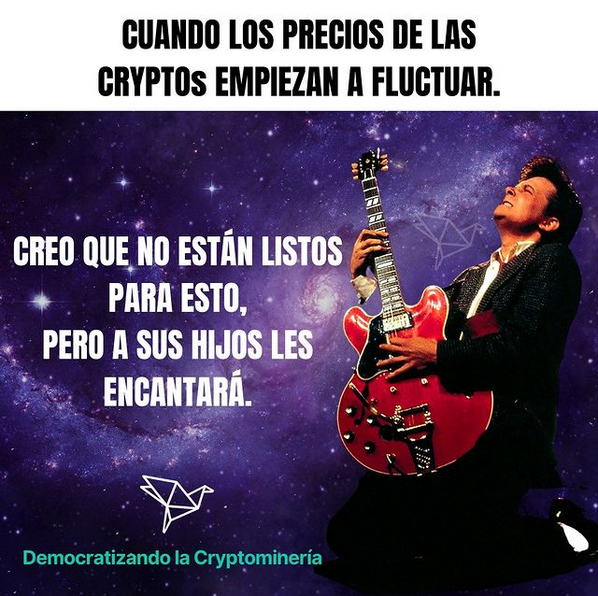 CUANDO LOS PRECIOS DE LAS
CRYPTOs EMPIEZAN A FLUCTUAR.
CREO QUE NO ESTÁN LISTOS
PARA ESTO,
PERO A SUS HIJOS LES
ENCANTARÁ.
Democratizando la Cryptominería